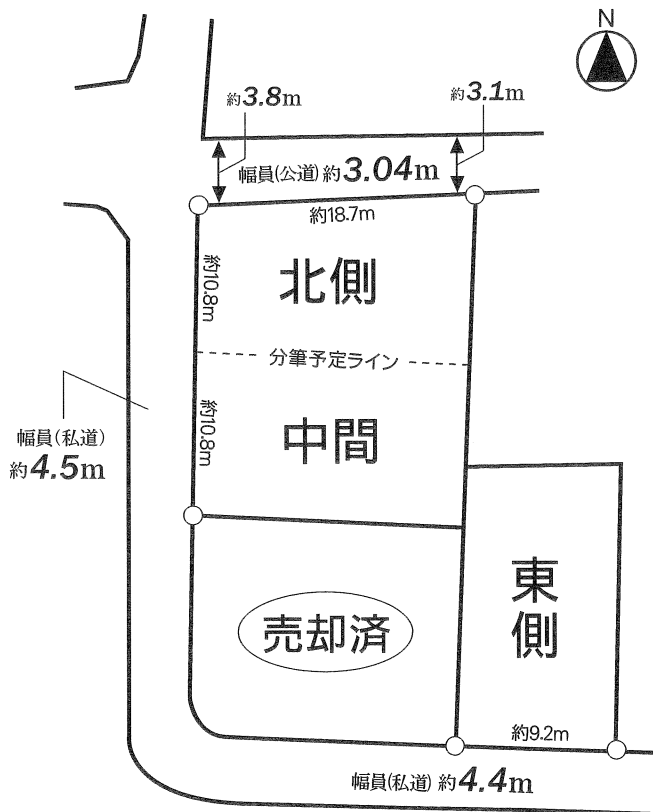 N
約3.8m
約3.1m
幅員(公道)約3.04m
約18.7m
北側
約10.8m
分筆予定ライン
約10.8m
中間
幅員(私道)
約4.5m
東側
売却済
約9.2m
幅員(私道)約4.4m